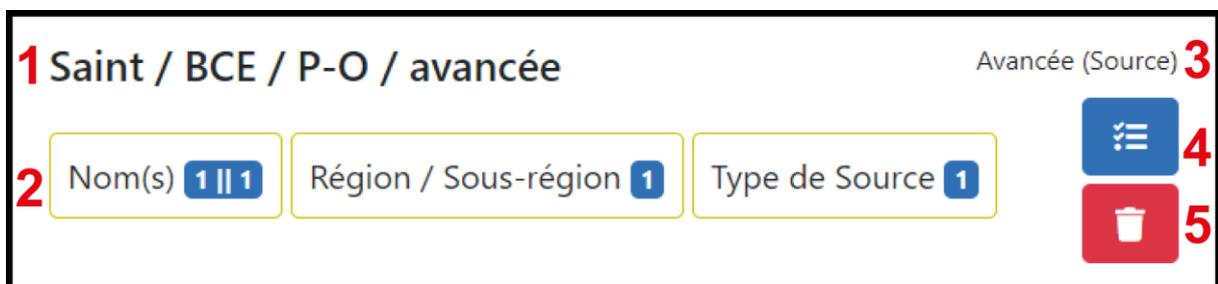 1 Saint / BCE / P-O / avancée
Avancée (Source) 3
4
2 Nom(s) 1 || 1 Région / Sous-région 1 Type de Source 1
5